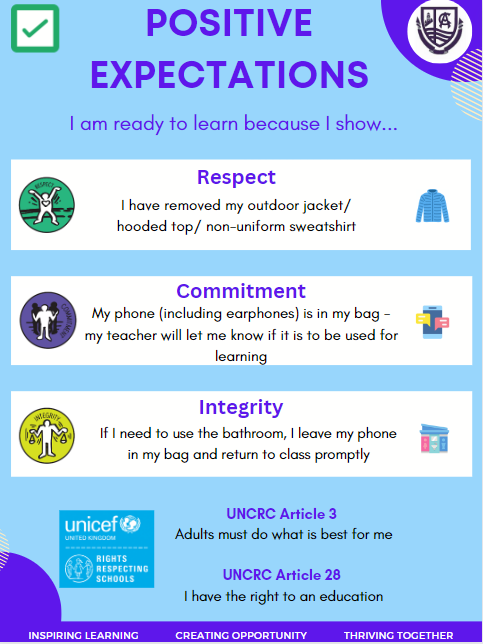 POSITIVE
EXPECTATIONS
I am ready to learn because I show...
Respect
RESPECT
I have removed my outdoor jacket/
hooded top/ non-uniform sweatshirt
Commitment
COMMITMENT
My phone (including earphones) is in my bag -
my teacher will let me know if it is to be used for
learning
Integrity
INTEGRITY
If I need to use the bathroom, I leave my phone
in my bag and return to class promptly
unicef
UNITED KINGDOM
RIGHTS
RESPECTING
SCHOOLS
UNCRC Article 3
Adults must do what is best for me
UNCRC Article 28
I have the right to an education
INSPIRING LEARNING CREATING OPPORTUNITY THRIVING TOGETHER